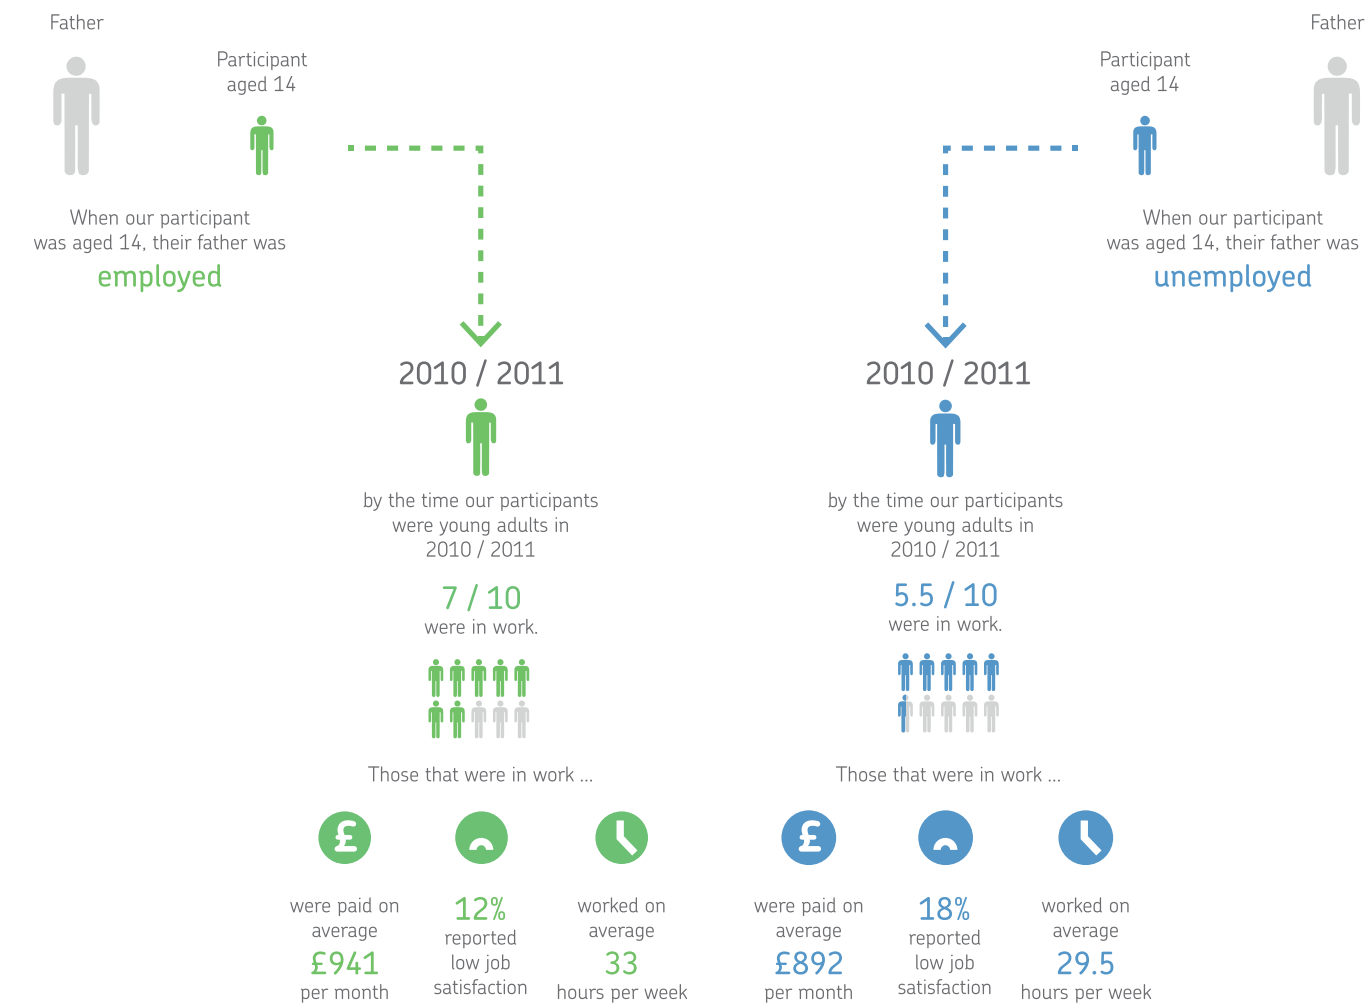 Father
Participant
aged 14
When our participant
was aged 14, their father was
employed
2010 / 2011
by the time our participants
were young adults in
2010 / 2011
7 / 10
were in work.
Those that were in work ...
£
were paid on
average
£941
per month
12%
reported
low job
satisfaction
worked on
average
33
hours per week
Father
Participant
aged 14
When our participant
was aged 14, their father was
unemployed
2010 / 2011
by the time our participants
were young adults in
2010 / 2011
5.5 / 10
were in work.
Those that were in work ...
£
were paid on
average
£892
per month
18%
reported
low job
satisfaction
worked on
average
29.5
hours per week